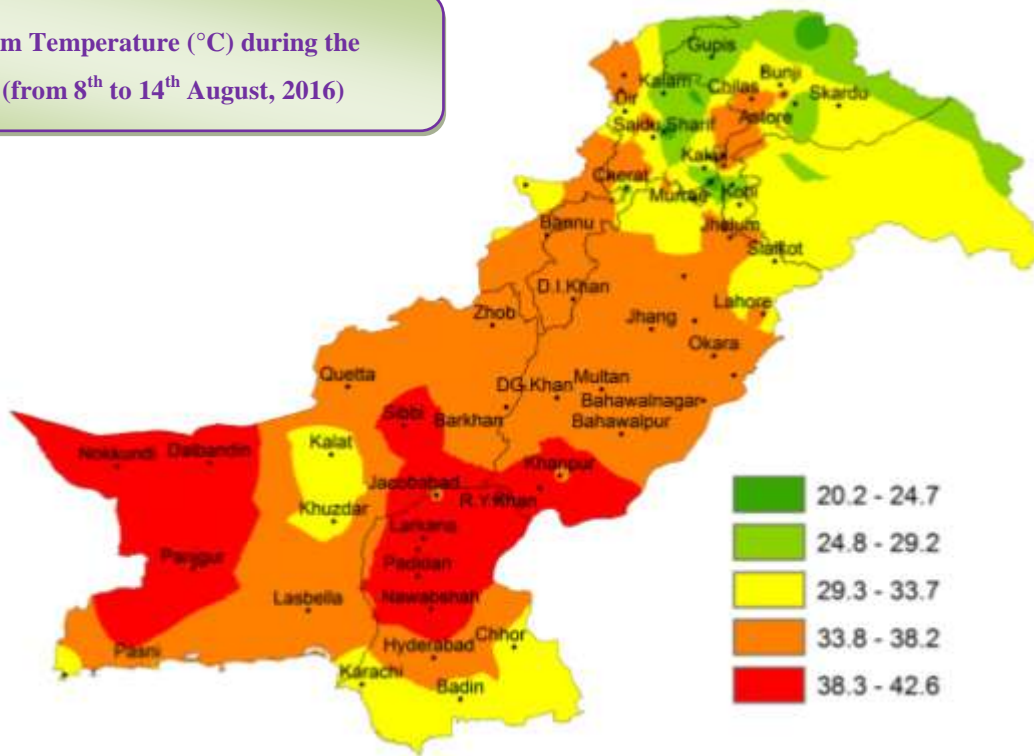 m Temperature (°C) during the
(from 8th to 14th August, 2016)
Gupis
Kalam
Bunji
Chilas
Skardu
Dir
Astore
Saidu Sharif
Kakul
Cherat
Murree
Kotli
Jhelum
Bannu
Sialkot
D.I.Khan
Lahore
Zhob
Jhang
Okara
Quetta
DG.Khan
Multan
Bahawalnagar
Sibbi
Barkhan
Bahawalpur
Kalat
Nokkundi
Dalbandin
Khanpur
Jacobabad
R.Y.Khan
Khuzdar
Larkana
Panjgur
Padidan
Lasbella
Nawabshah
Chhor
Hyderabad
Pasni
Karachi
Badin
20.2 - 24.7
24.8 - 29.2
29.3 - 33.7
33.8 - 38.2
38.3 - 42.6